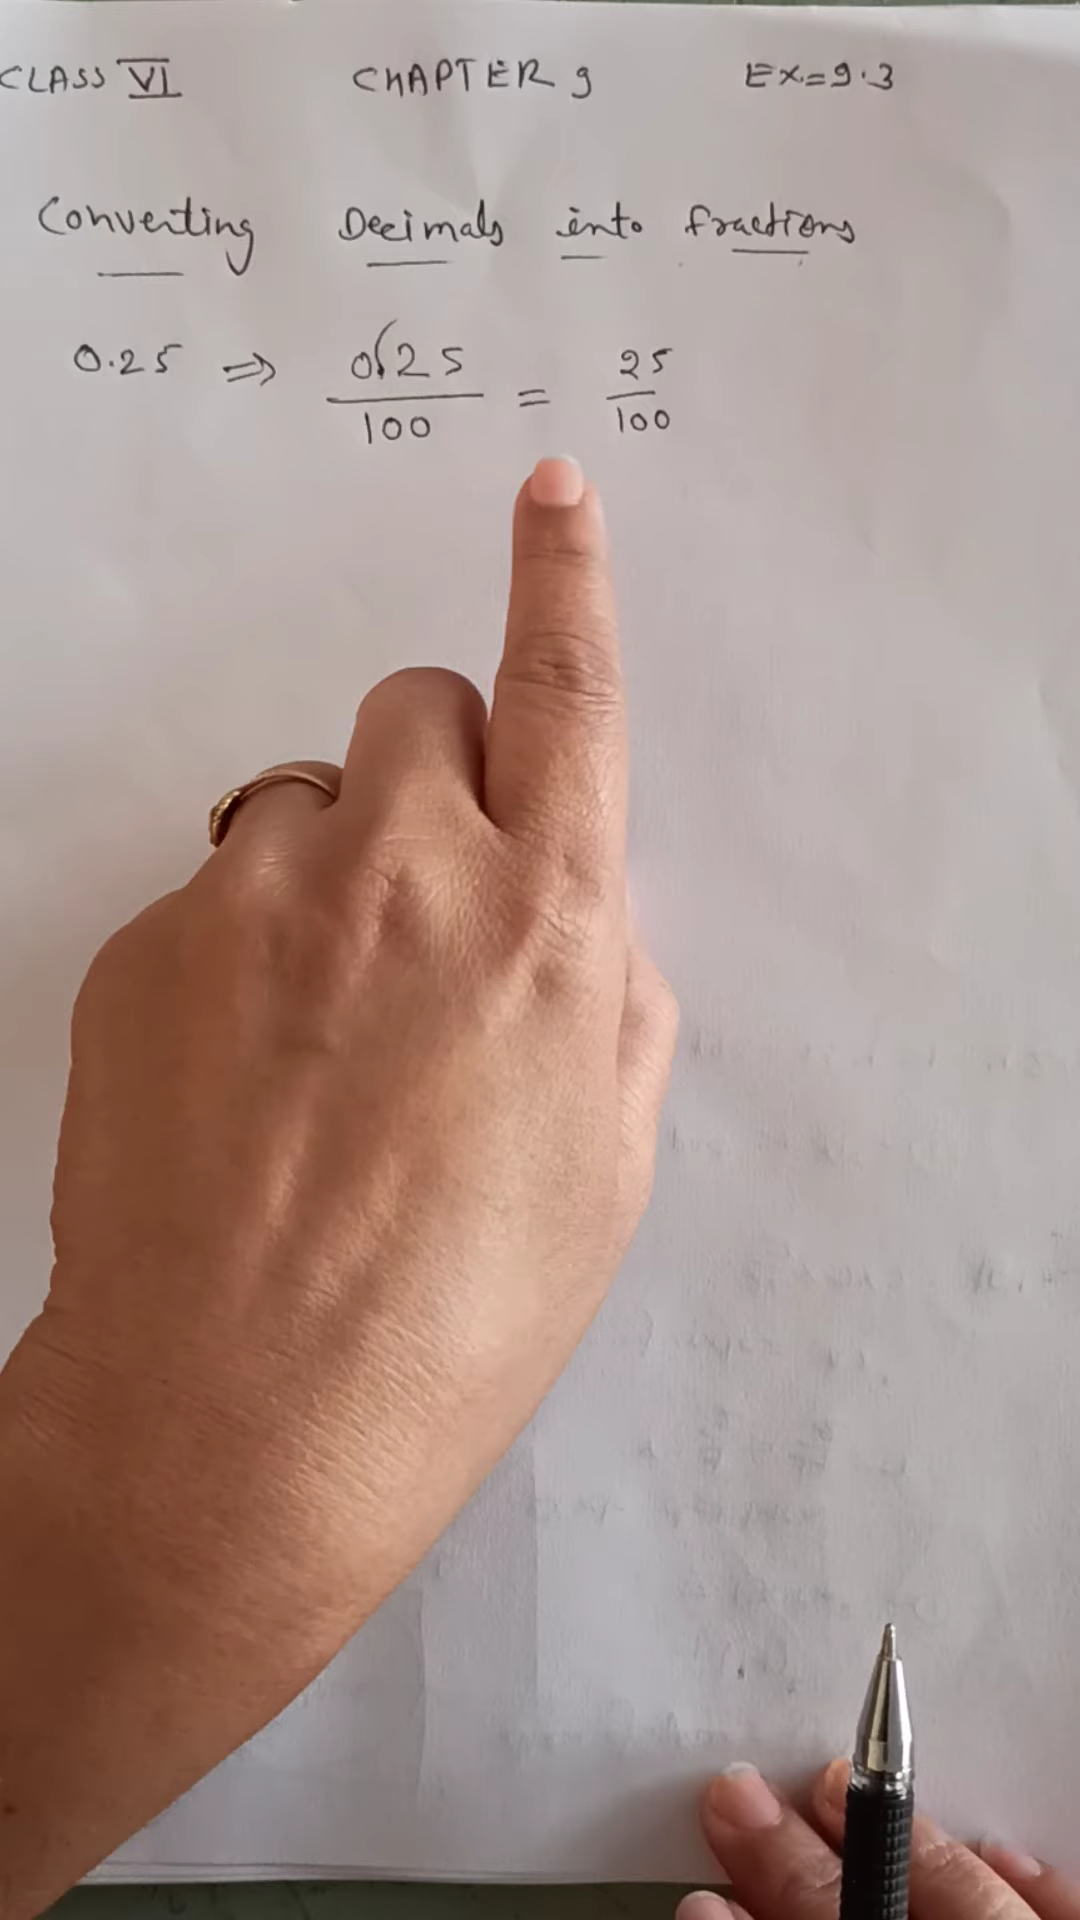 CLASS VI CHAPTER 9 EX=9.3
Converting Decimals into fractions
0.25 ⇒ 0.25/100 = 25/100